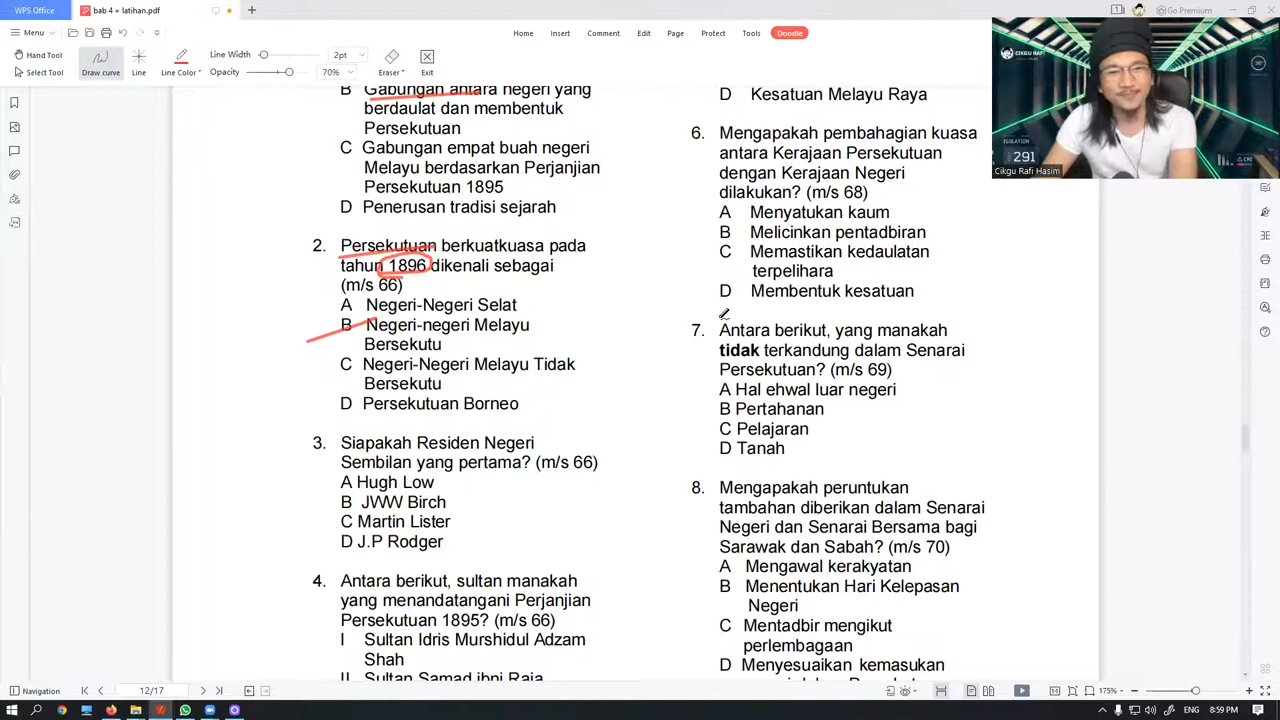 WPS Office
bab 4 + latihan.pdf
Go Premium
Menu
Home
Insert
Comment
Edit
Page
Protect
Tools
Doodle
Hand Tool
Select Tool
Draw curve
Line
Line Color
Line Width
2pt
Opacity
70%
Eraser
Exit
B Gabungan antara negeri yang
berdaulat dan membentuk
Persekutuan
C Gabungan empat buah negeri
Melayu berdasarkan Perjanjian
Persekutuan 1895
D Penerusan tradisi sejarah
2. Persekutuan berkuatkuasa pada
tahun 1896 dikenali sebagai
(m/s 66)
A Negeri-Negeri Selat
B Negeri-negeri Melayu
Bersekutu
C Negeri-Negeri Melayu Tidak
Bersekutu
D Persekutuan Borneo
3. Siapakah Residen Negeri
Sembilan yang pertama? (m/s 66)
A Hugh Low
B JWW Birch
C Martin Lister
D J.P Rodger
4. Antara berikut, sultan manakah
yang menandatangani Perjanjian
Persekutuan 1895? (m/s 66)
I Sultan Idris Murshidul Adzam
Shah
II Sultan Samad ibni Raja
D Kesatuan Melayu Raya
6. Mengapakah pembahagian kuasa
antara Kerajaan Persekutuan
dengan Kerajaan Negeri
dilakukan? (m/s 68)
A Menyatukan kaum
B Melicinkan pentadbiran
C Memastikan kedaulatan
terpelihara
D Membentuk kesatuan
7. Antara berikut, yang manakah
tidak terkandung dalam Senarai
Persekutuan? (m/s 69)
A Hal ehwal luar negeri
B Pertahanan
C Pelajaran
D Tanah
8. Mengapakah peruntukan
tambahan diberikan dalam Senarai
Negeri dan Senarai Bersama bagi
Sarawak dan Sabah? (m/s 70)
A Mengawal kerakyatan
B Menentukan Hari Kelepasan
Negeri
C Mentadbir mengikut
perlembagaan
D Menyesuaikan kemasukan
CIKGU RAFI
ISOLATION
291
Cikgu Rafi Hasim
Navigation
12/17
175%
ENG
8:59 PM